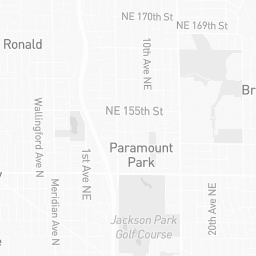 NE 170th St
NE 169th St
Ronald
10th Ave NE
Br
NE 155th St
Wallingford Ave N
1st Ave NE
Paramount
Park
Meridian Ave N
20th Ave NE
y
Jackson Park
Golf Course
e